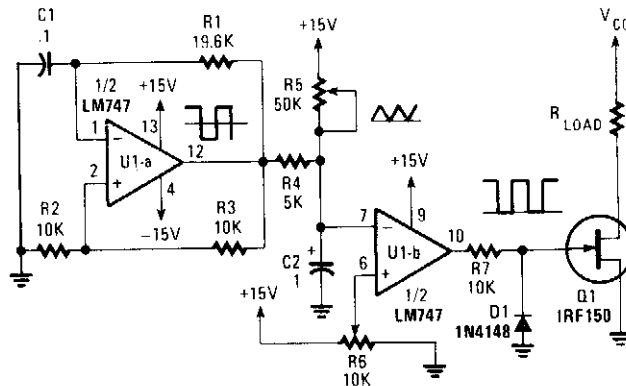 C1
.1
R1
19.6K
1/2
LM747
+15V
13
1
2
U1-a
12
4
-15V
R2
10K
R3
10K
+15V
R5
50K
R4
5K
C2
+
1
+15V
9
7
6
U1-b
10
1/2
LM747
+15V
R6
10K
R7
10K
D1
1N4148
Q1
IRF150
R LOAD